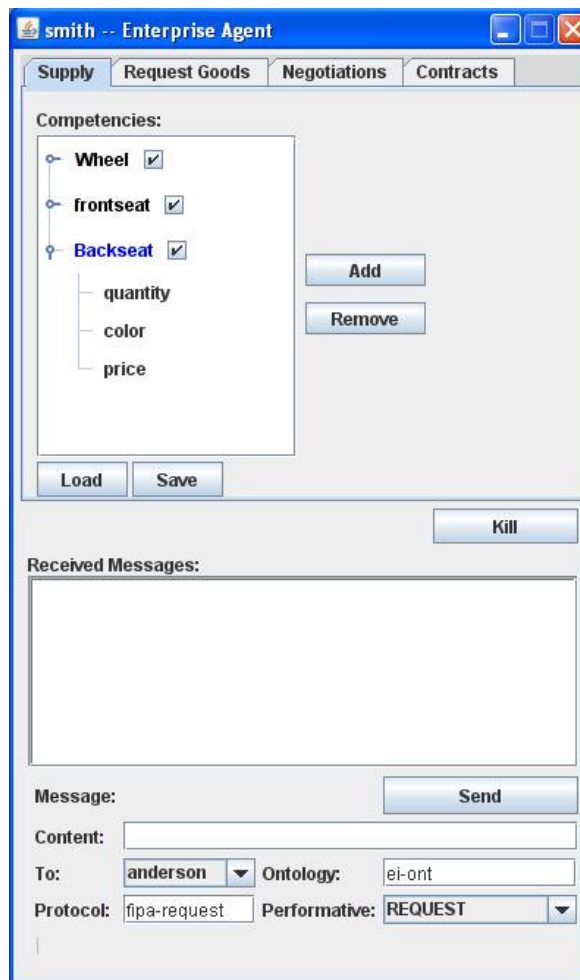 smith -- Enterprise Agent
Supply Request Goods Negotiations Contracts
Competencies:
Wheel
frontseat
Backseat
quantity
color
price
Add
Remove
Load Save
Kill
Received Messages:
Message: Send
Content:
To: anderson Ontology: ei-ont
Protocol: fipa-request Performative: REQUEST